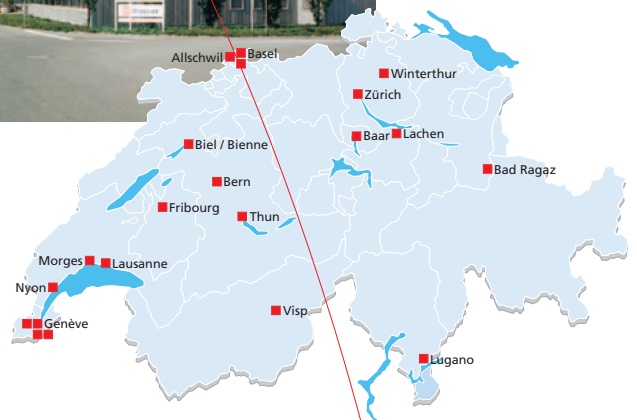 Allschwil
Basel
Winterthur
Zürich
Baar
Lachen
Biel / Bienne
Bad Ragaz
Bern
Fribourg
Thun
Morges
Lausanne
Nyon
Genève
Visp
Lugano